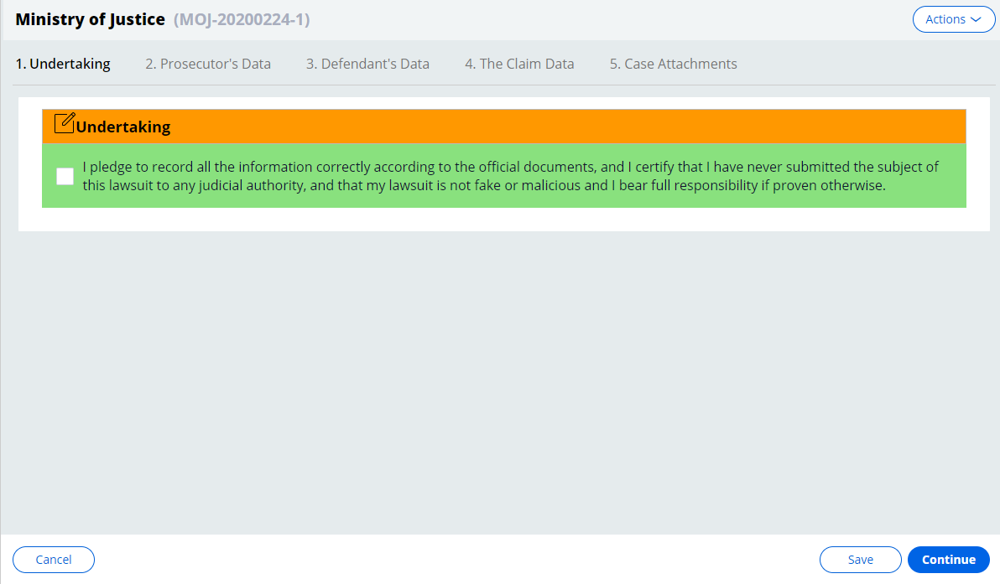 Ministry of Justice (MOJ-20200224-1)
Actions
1. Undertaking 2. Prosecutor's Data 3. Defendant's Data 4. The Claim Data 5. Case Attachments
Undertaking
I pledge to record all the information correctly according to the official documents, and I certify that I have never submitted the subject of
this lawsuit to any judicial authority, and that my lawsuit is not fake or malicious and I bear full responsibility if proven otherwise.
Cancel Save Continue